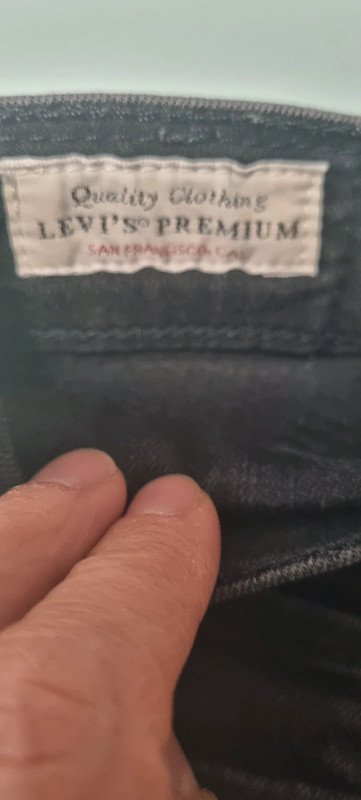 Quality Clothing
LEVI'S® PREMIUM
SAN FRANCISCO, CAL